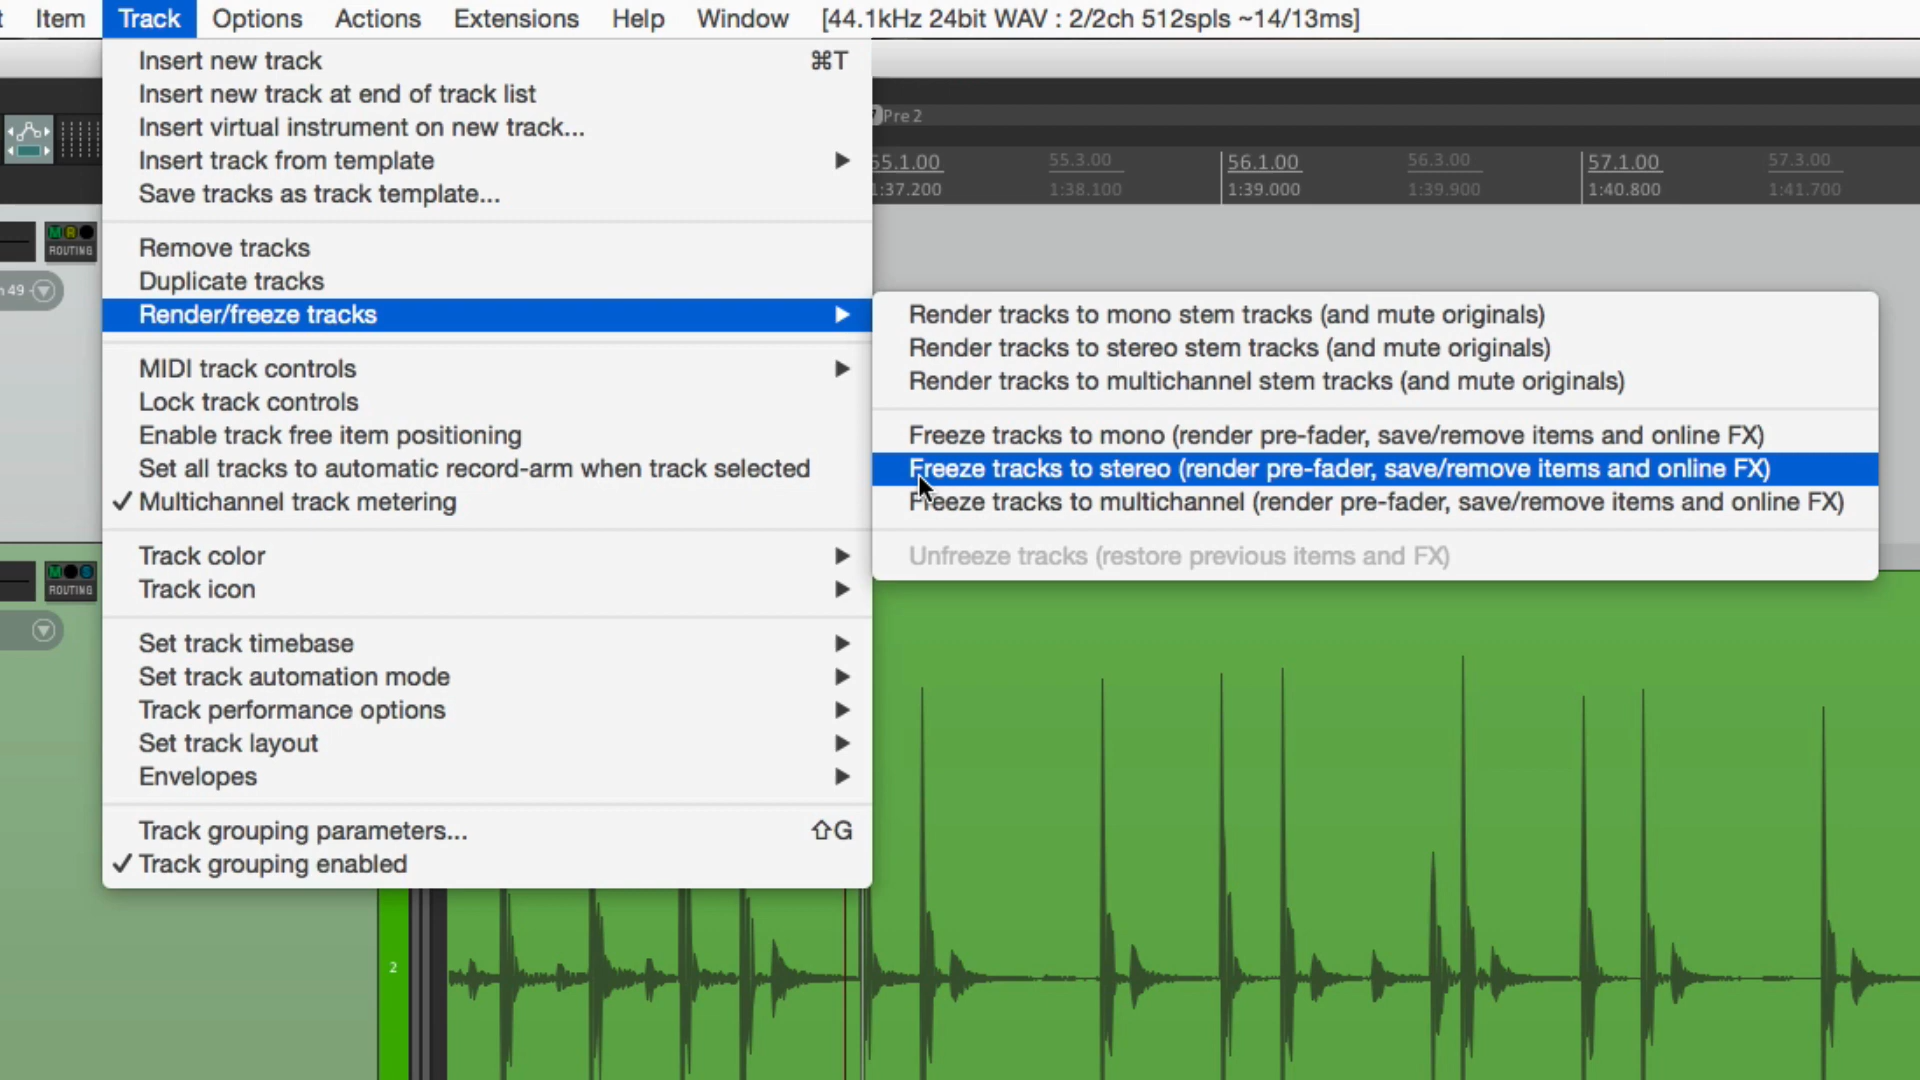 Item Track Options Actions Extensions Help Window [44.1kHz 24bit WAV : 2/2ch 512spls ~14/13ms]
Insert new track ⌘T
Insert new track at end of track list
Insert virtual instrument on new track...
Insert track from template
Save tracks as track template...
Remove tracks
Duplicate tracks
Render/freeze tracks
MIDI track controls
Lock track controls
Enable track free item positioning
Set all tracks to automatic record-arm when track selected
✓ Multichannel track metering
Track color
Track icon
Set track timebase
Set track automation mode
Track performance options
Set track layout
Envelopes
Track grouping parameters... ⇧G
✓ Track grouping enabled
Render tracks to mono stem tracks (and mute originals)
Render tracks to stereo stem tracks (and mute originals)
Render tracks to multichannel stem tracks (and mute originals)
Freeze tracks to mono (render pre-fader, save/remove items and online FX)
Freeze tracks to stereo (render pre-fader, save/remove items and online FX)
Freeze tracks to multichannel (render pre-fader, save/remove items and online FX)
Unfreeze tracks (restore previous items and FX)
Pre 2
55.1.00 55.3.00 56.1.00 56.3.00 57.1.00 57.3.00
1:37.200 1:38.100 1:39.000 1:39.900 1:40.800 1:41.700
M R
ROUTING
49
M
ROUTING
2